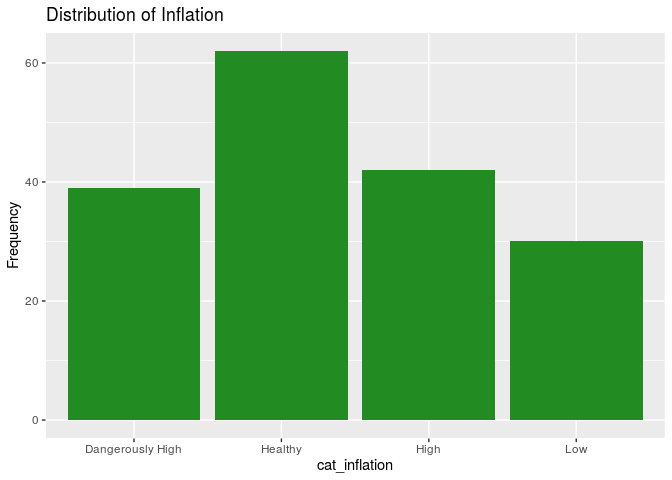 Distribution of Inflation
Frequency
60
40
20
0
Dangerously High Healthy High Low
cat_inflation